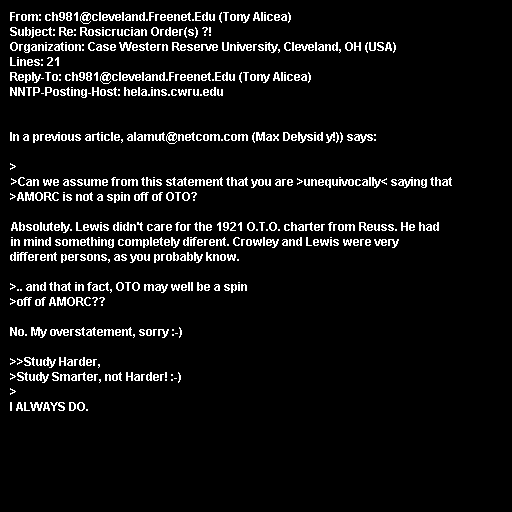 From: ch981@cleveland.Freenet.Edu (Tony Alicea)
Subject: Re: Rosicrucian Order(s) ?!
Organization: Case Western Reserve University, Cleveland, OH (USA)
Lines: 21
Reply-To: ch981@cleveland.Freenet.Edu (Tony Alicea)
NNTP-Posting-Host: hela.ins.cwru.edu
In a previous article, alamut@netcom.com (Max Delysid y!)) says:
>
>Can we assume from this statement that you are >unequivocally< saying that
>AMORC is not a spin off of OTO?
Absolutely. Lewis didn't care for the 1921 O.T.O. charter from Reuss. He had
in mind something completely diferent. Crowley and Lewis were very
different persons, as you probably know.
>.. and that in fact, OTO may well be a spin
>off of AMORC??
No. My overstatement, sorry :-)
>>Study Harder,
>Study Smarter, not Harder! :-)
>
I ALWAYS DO.